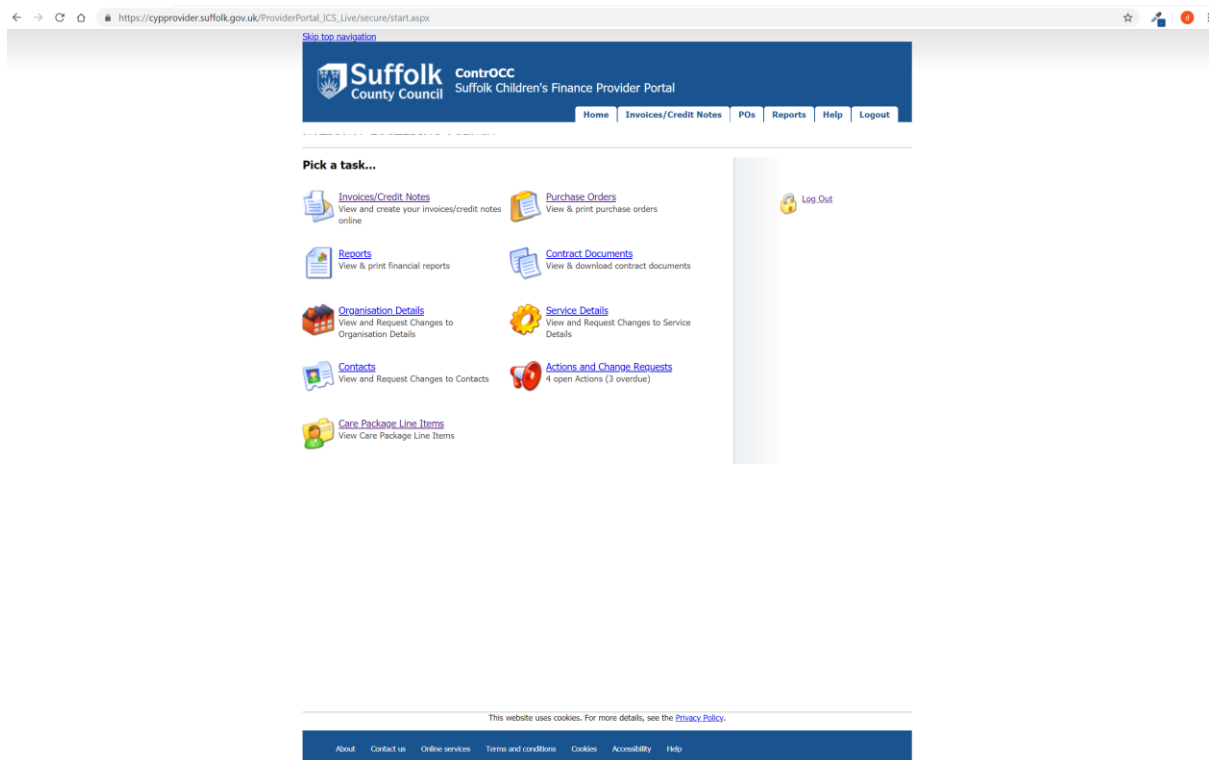 https://cypprovider.suffolk.gov.uk/ProviderPortal_ICS_Live/secure/start.aspx
d
Skip top navigation
Suffolk
County Council
ControCC
Suffolk Children's Finance Provider Portal
Home Invoices/Credit Notes POs Reports Help Logout
Pick a task...
Invoices/Credit Notes
View and create your invoices/credit notes
online
Purchase Orders
View & print purchase orders
Log Out
Reports
View & print financial reports
Contract Documents
View & download contract documents
Organisation Details
View and Request Changes to
Organisation Details
Service Details
View and Request Changes to Service
Details
Contacts
View and Request Changes to Contacts
Actions and Change Requests
4 open Actions (3 overdue)
Care Package Line Items
View Care Package Line Items
This website uses cookies. For more details, see the Privacy Policy.
About Contact us Online services Terms and conditions Cookies Accessibility Help